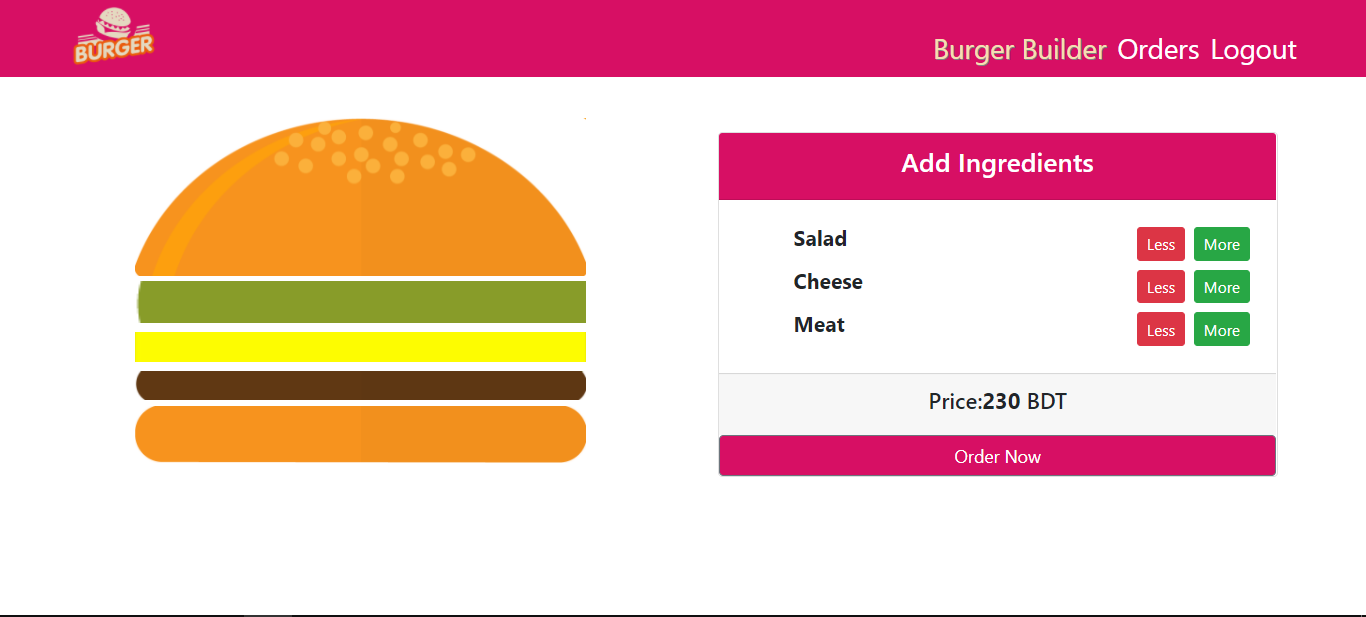 BURGER
Burger Builder Orders Logout
Add Ingredients
Salad Less More
Cheese Less More
Meat Less More
Price:230 BDT
Order Now